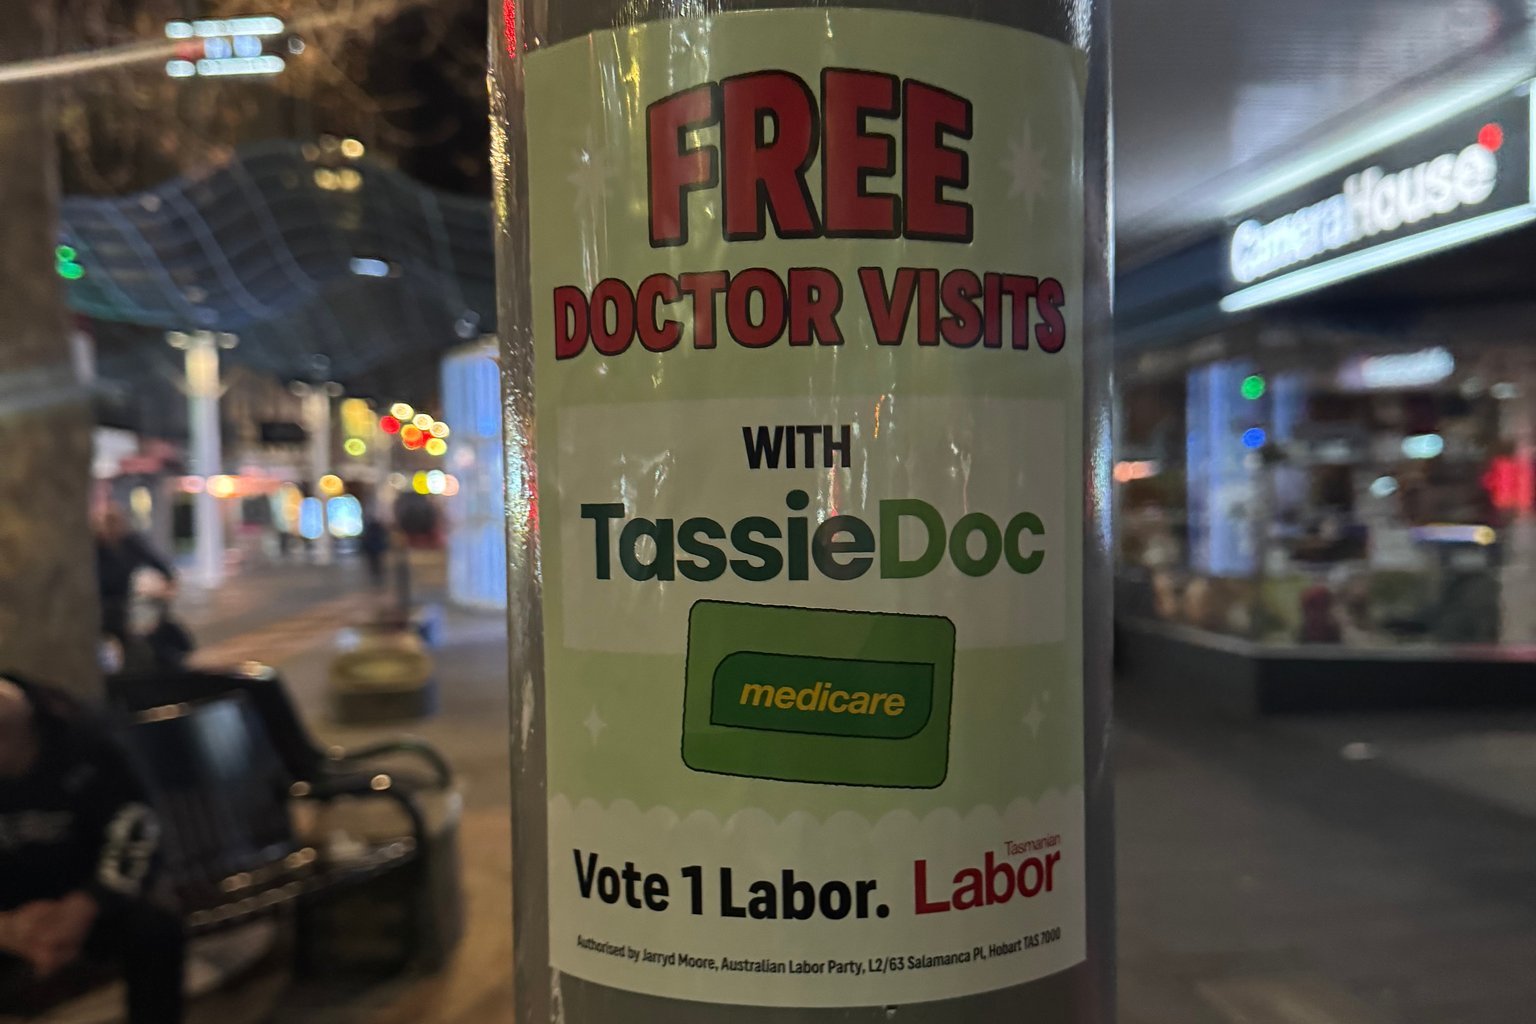 FREE
DOCTOR VISITS
WITH
TassieDoc
medicare
Vote 1 Labor.
Tasmanian
Labor
Authorised by Jarryd Moore, Australian Labor Party, L2/63 Salamanca Pl, Hobart TAS 7000
CameraHouse